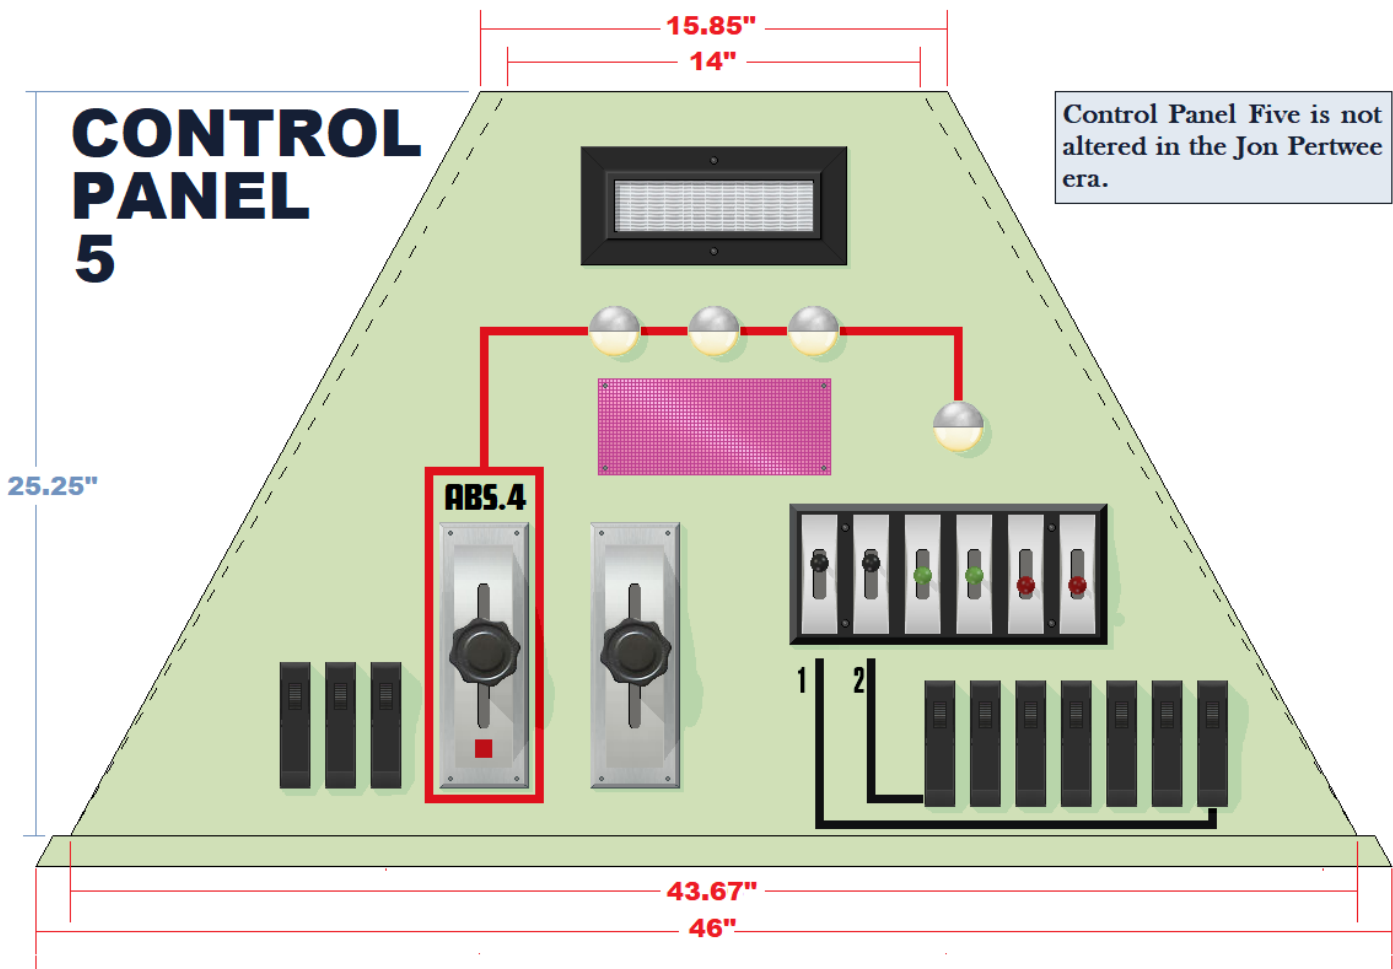 15.85"
14"
CONTROL
PANEL
5
Control Panel Five is not
altered in the Jon Pertwee
era.
25.25"
ABS.4
1
2
43.67"
46"